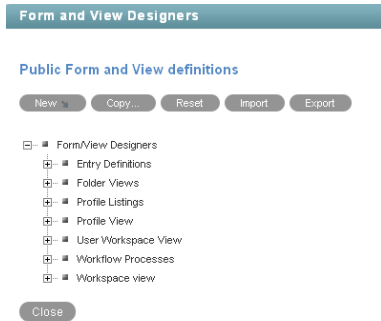 Form and View Designers
Public Form and View definitions
New Copy... Reset Import Export
Form/View Designers
Entry Definitions
Folder Views
Profile Listings
Profile View
User Workspace View
Workflow Processes
Workspace view
Close